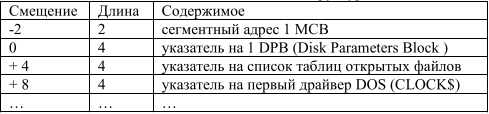 Смещение Длина Содержимое
-2 2 сегментный адрес 1 MCB
0 4 указатель на 1 DPB (Disk Parameters Block )
+ 4 4 указатель на список таблиц открытых файлов
+ 8 4 указатель на первый драйвер DOS (CLOCK$)
… … …